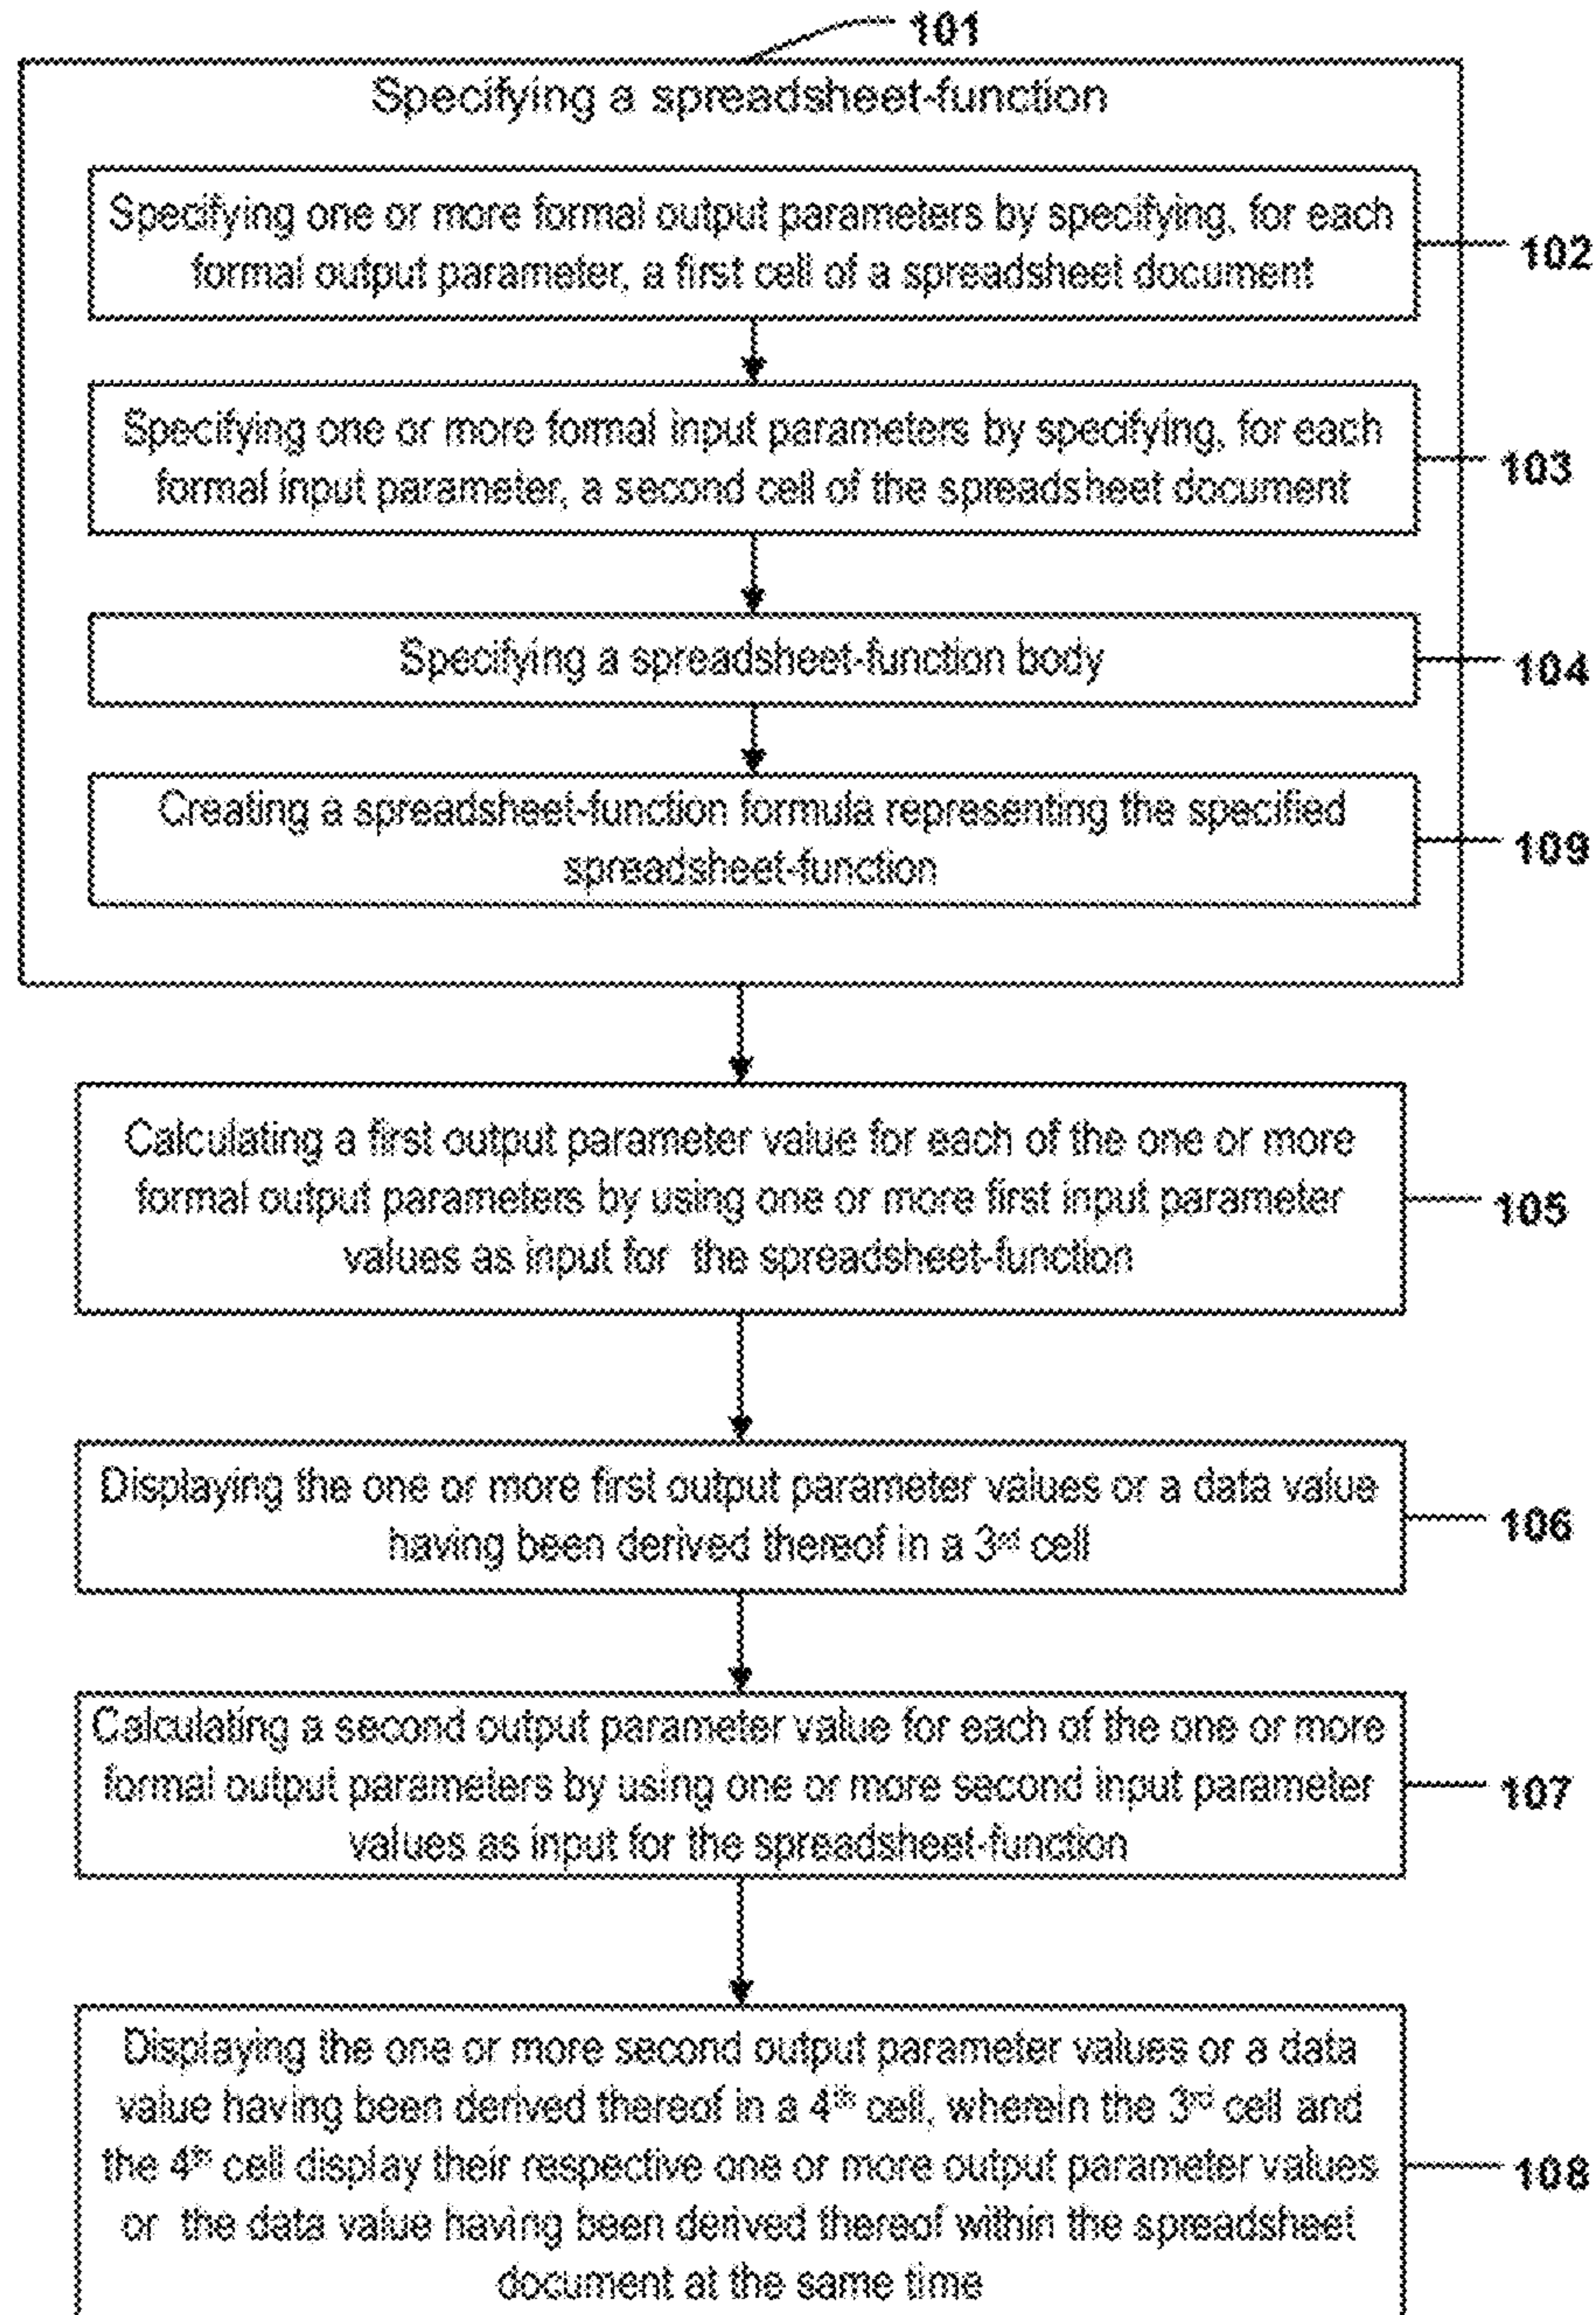 101
Specifying a spreadsheet-function
Specifying one or more formal output parameters by specifying, for each
formal output parameter, a first cell of a spreadsheet document
102
Specifying one or more formal input parameters by specifying, for each
formal input parameter, a second cell of the spreadsheet document
103
Specifying a spreadsheet-function body
104
Creating a spreadsheet-function formula representing the specified
spreadsheet-function
109
Calculating a first output parameter value for each of the one or more
formal output parameters by using one or more first input parameter
values as input for the spreadsheet-function
105
Displaying the one or more first output parameter values or a data value
having been derived thereof in a 3rd cell
106
Calculating a second output parameter value for each of the one or more
formal output parameters by using one or more second input parameter
values as input for the spreadsheet-function
107
Displaying the one or more second output parameter values or a data
value having been derived thereof in a 4th cell, wherein the 3rd cell and
the 4th cell display their respective one or more output parameter values
or the data value having been derived thereof within the spreadsheet
document at the same time
108